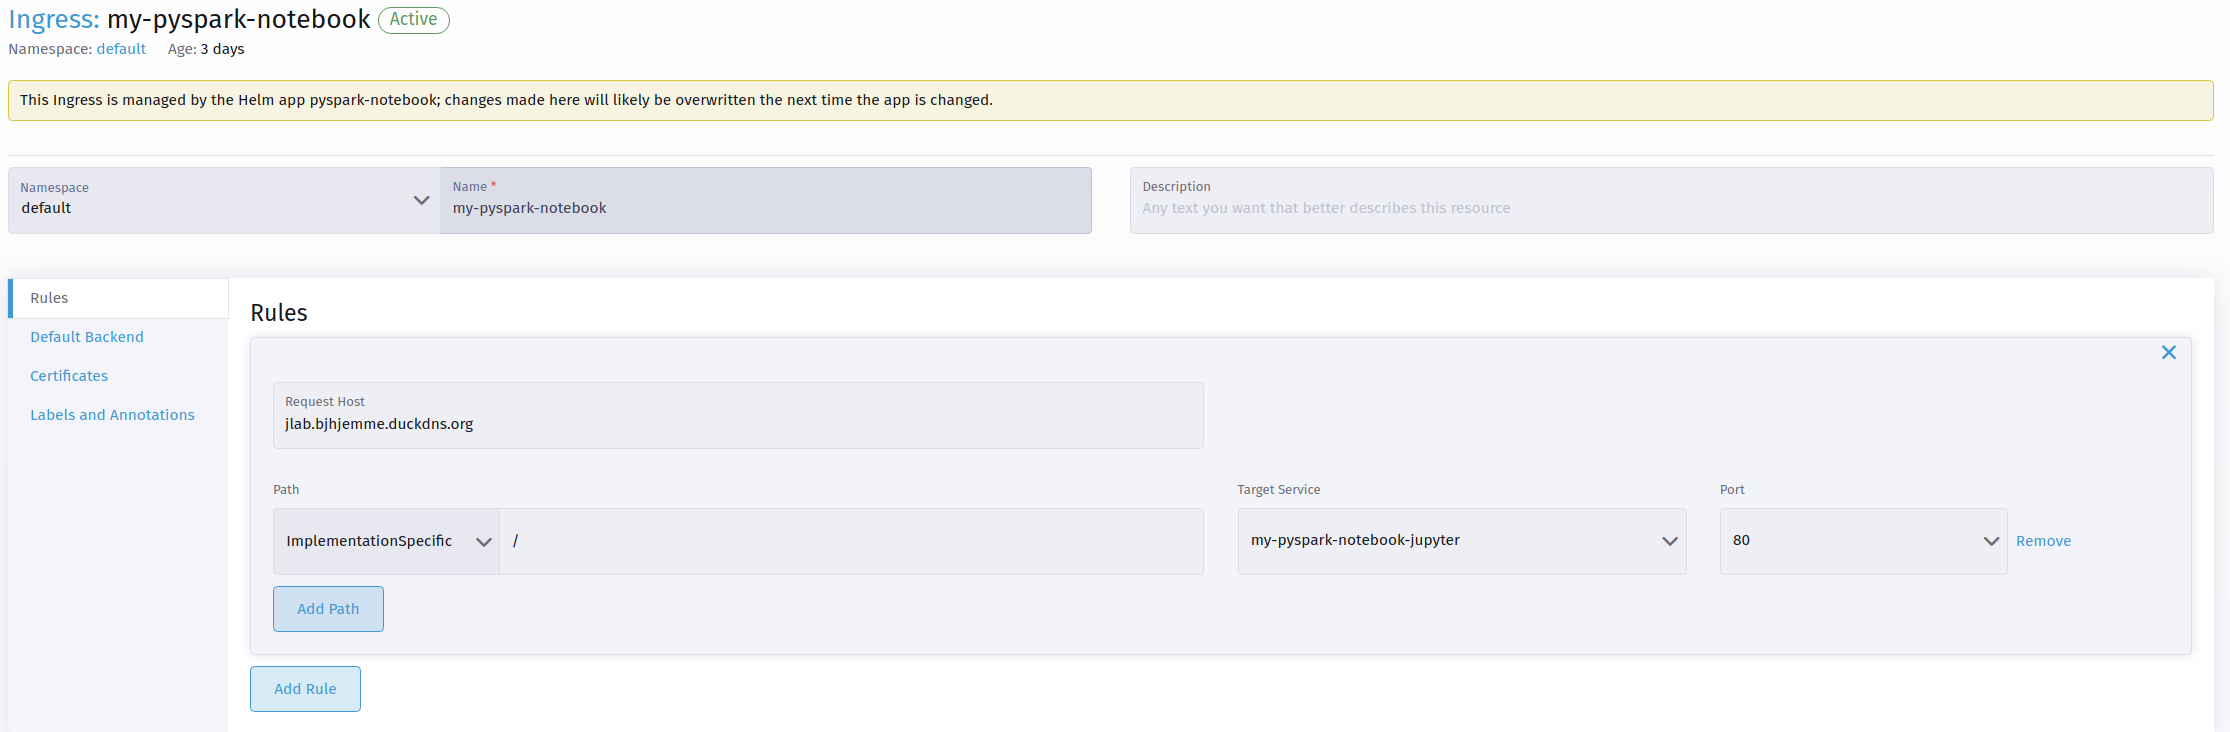 Ingress: my-pyspark-notebook Active
Namespace: default Age: 3 days
This Ingress is managed by the Helm app pyspark-notebook; changes made here will likely be overwritten the next time the app is changed.
Namespace
default
Name *
my-pyspark-notebook
Description
Any text you want that better describes this resource
Rules
Default Backend
Certificates
Labels and Annotations
Rules
Request Host
jlab.bjhjemme.duckdns.org
Path Target Service Port
ImplementationSpecific / my-pyspark-notebook-jupyter 80 Remove
Add Path
Add Rule